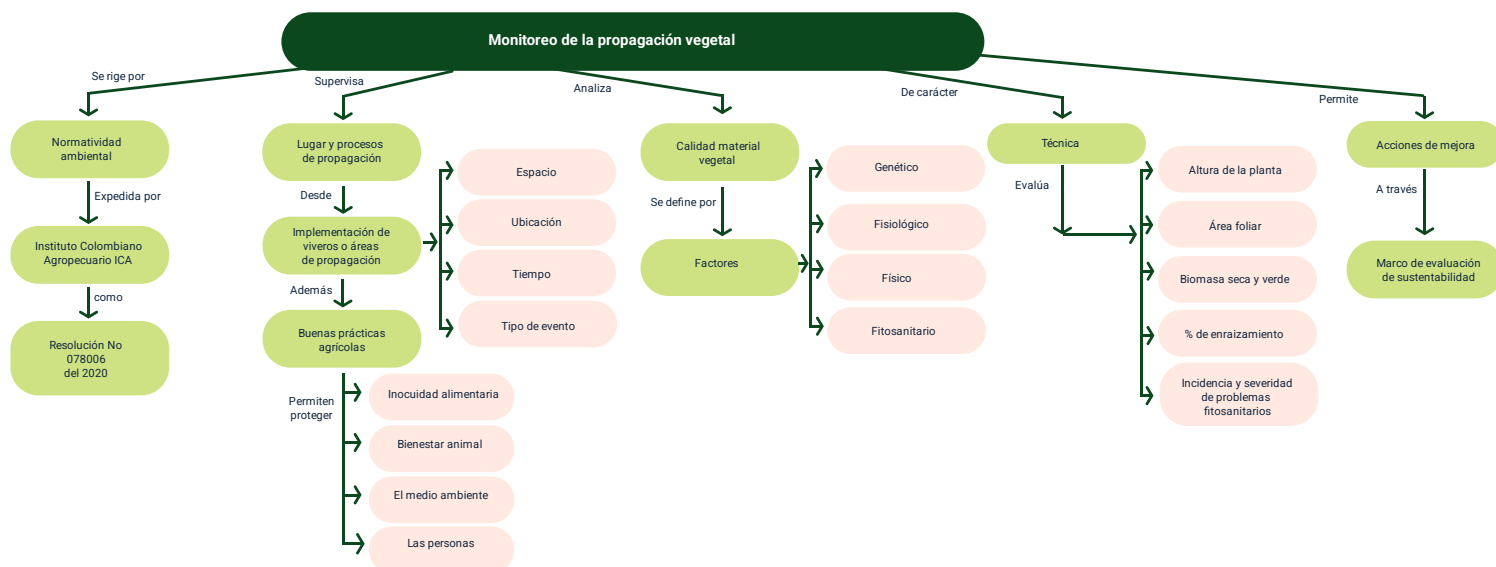 Monitoreo de la propagación vegetal
Se rige por
Normatividad
ambiental
Expedida por
Instituto Colombiano
Agropecuario ICA
como
Resolución No
078006
del 2020
Supervisa
Lugar y procesos
de propagación
Desde
Implementación de
viveros o áreas
de propagación
Espacio
Ubicación
Tiempo
Tipo de evento
Además
Buenas prácticas
agrícolas
Permiten
proteger
Inocuidad alimentaria
Bienestar animal
El medio ambiente
Las personas
Analiza
Calidad material
vegetal
Se define por
Factores
Genético
Fisiológico
Físico
Fitosanitario
De carácter
Técnica
Evalúa
Altura de la planta
Área foliar
Biomasa seca y verde
% de enraizamiento
Incidencia y severidad
de problemas
fitosanitarios
Permite
Acciones de mejora
A través
Marco de evaluación
de sustentabilidad